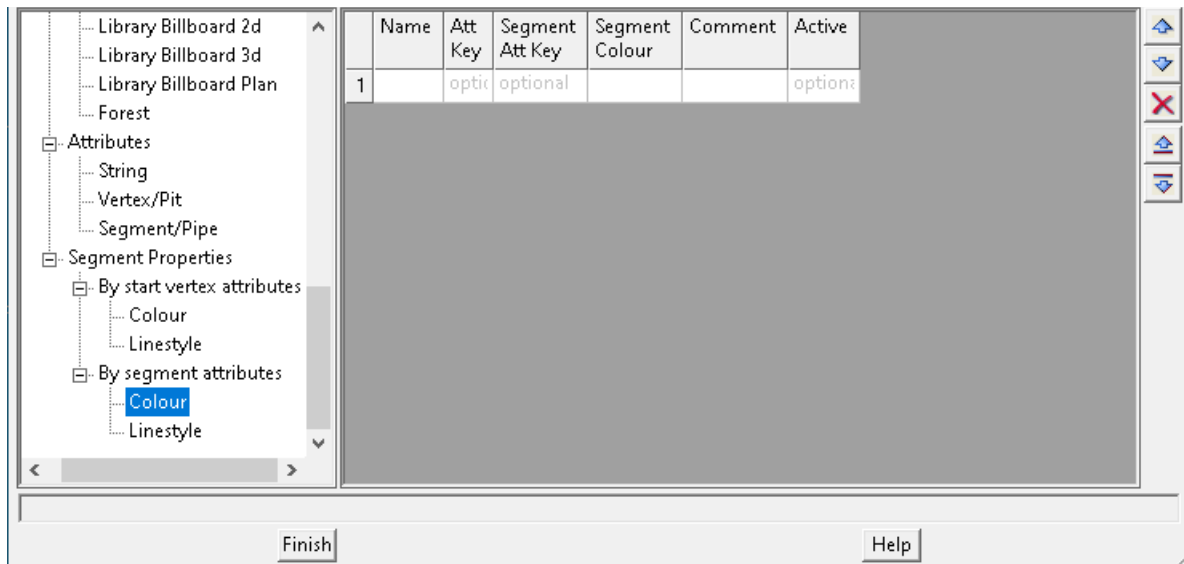 Library Billboard 2d
Library Billboard 3d
Library Billboard Plan
Forest
Attributes
String
Vertex/Pit
Segment/Pipe
Segment Properties
By start vertex attributes
Colour
Linestyle
By segment attributes
Colour
Linestyle
Name Att Key Segment Att Key Segment Colour Comment Active
1 optic optional optiona
Finish Help